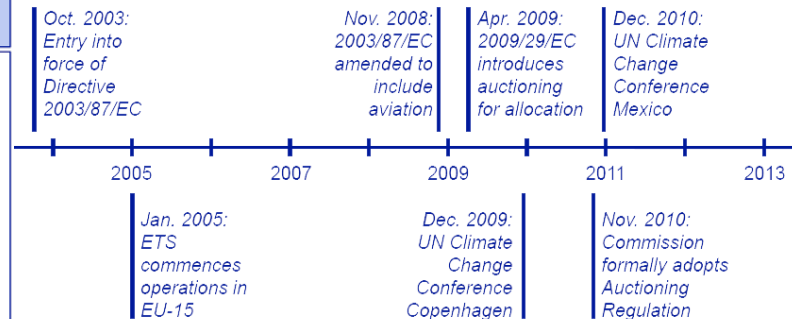 Oct. 2003:
Entry into
force of
Directive
2003/87/EC
Nov. 2008:
2003/87/EC
amended to
include
aviation
Apr. 2009:
2009/29/EC
introduces
auctioning
for allocation
Dec. 2010:
UN Climate
Change
Conference
Mexico
2005
2007
2009
2011
2013
Jan. 2005:
ETS
commences
operations in
EU-15
Dec. 2009:
UN Climate
Change
Conference
Copenhagen
Nov. 2010:
Commission
formally adopts
Auctioning
Regulation